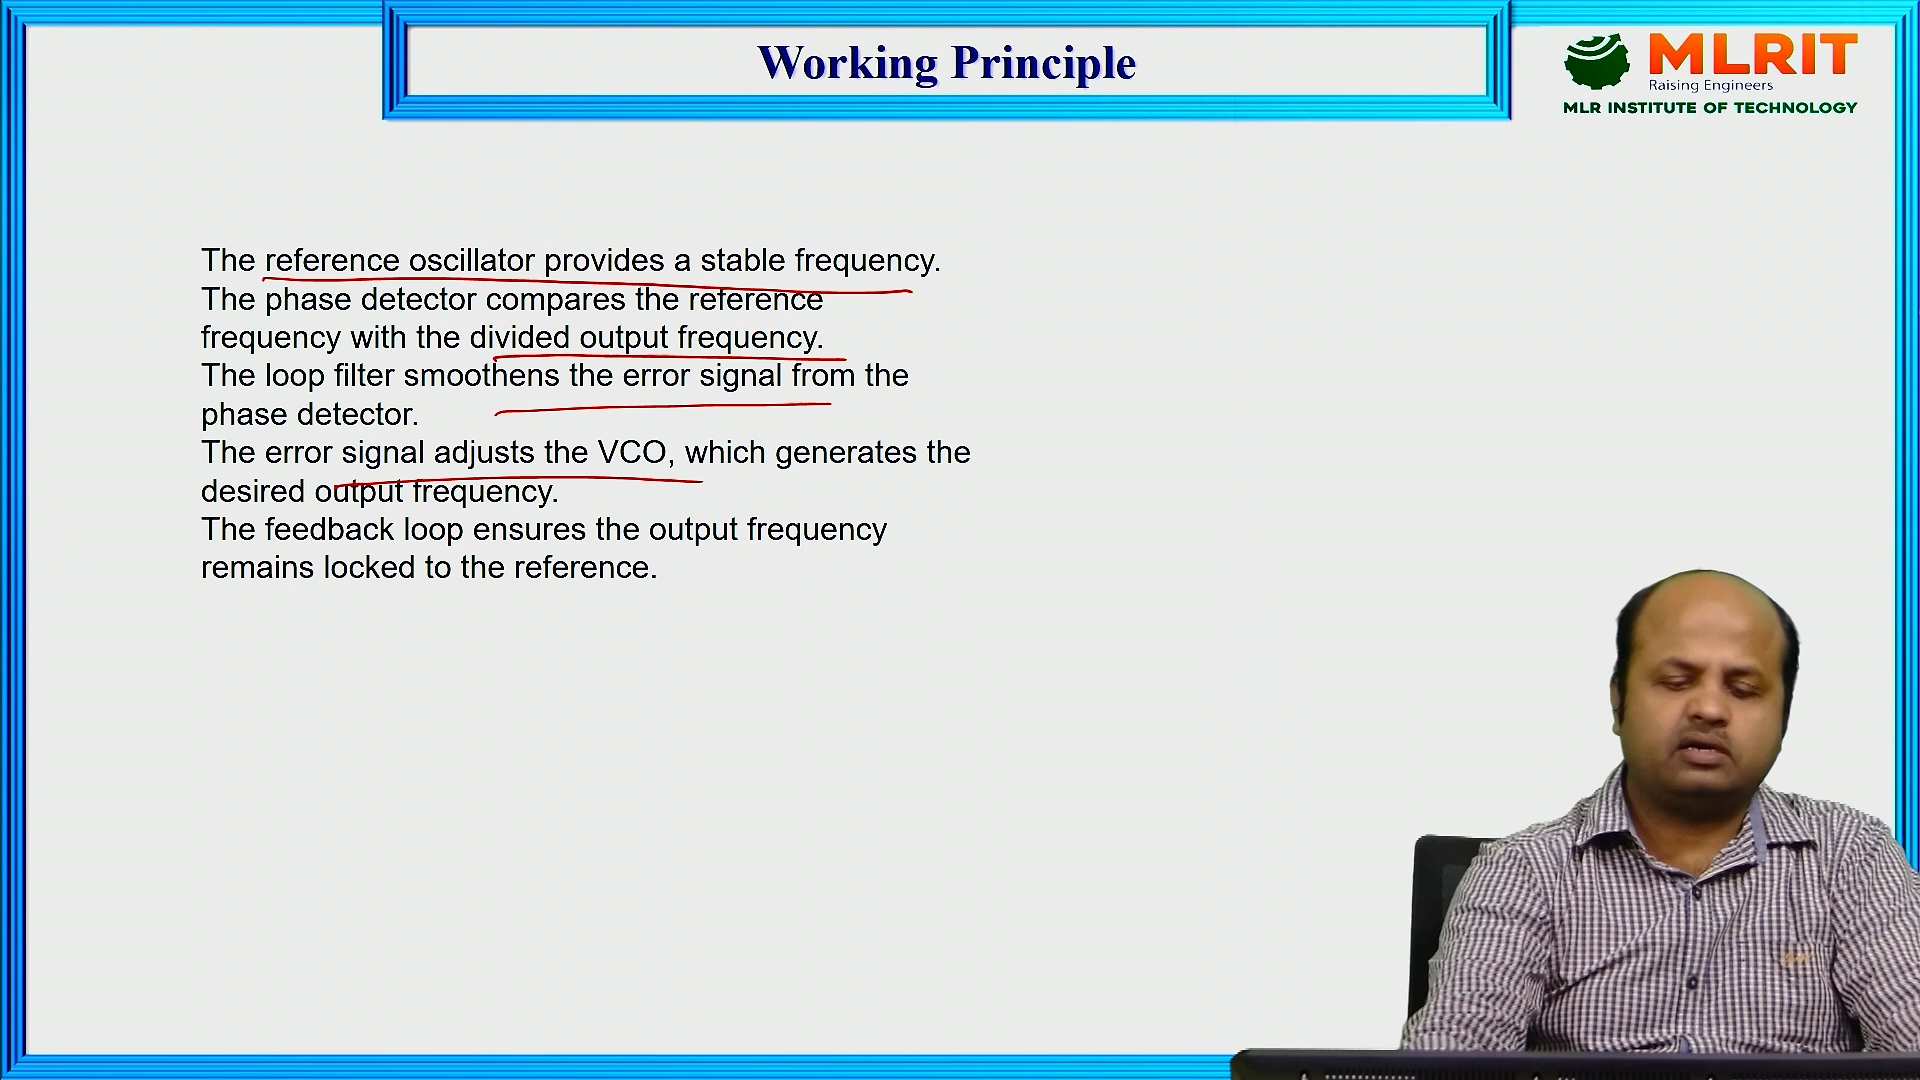 Working Principle
MLRIT
Raising Engineers
MLR INSTITUTE OF TECHNOLOGY
The reference oscillator provides a stable frequency.
The phase detector compares the reference
frequency with the divided output frequency.
The loop filter smoothens the error signal from the
phase detector.
The error signal adjusts the VCO, which generates the
desired output frequency.
The feedback loop ensures the output frequency
remains locked to the reference.